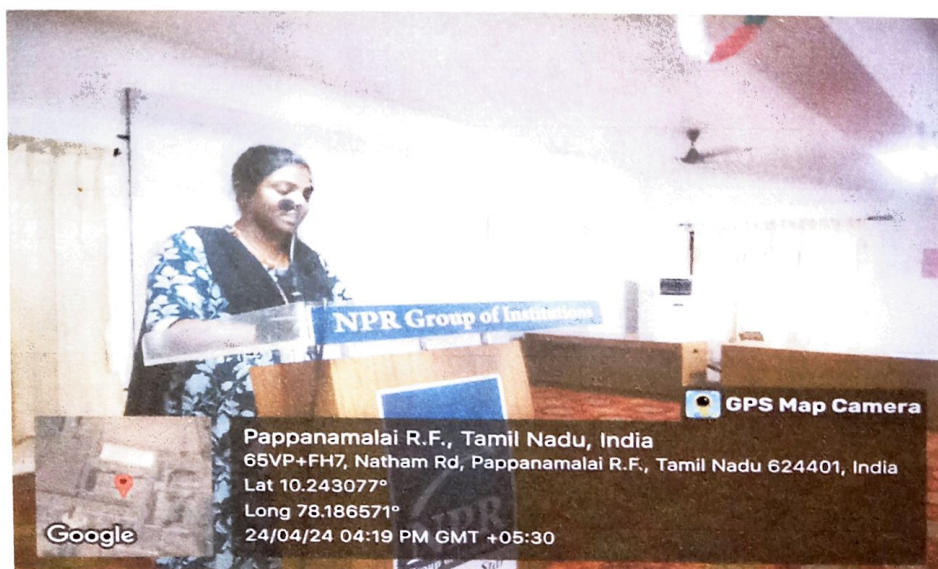 NPR Group of Institutions
GPS Map Camera
Pappanamalai R.F., Tamil Nadu, India
65VP+FH7, Natham Rd, Pappanamalai R.F., Tamil Nadu 624401, India
Lat 10.243077°
Long 78.186571°
24/04/24 04:19 PM GMT +05:30
Google
NPR